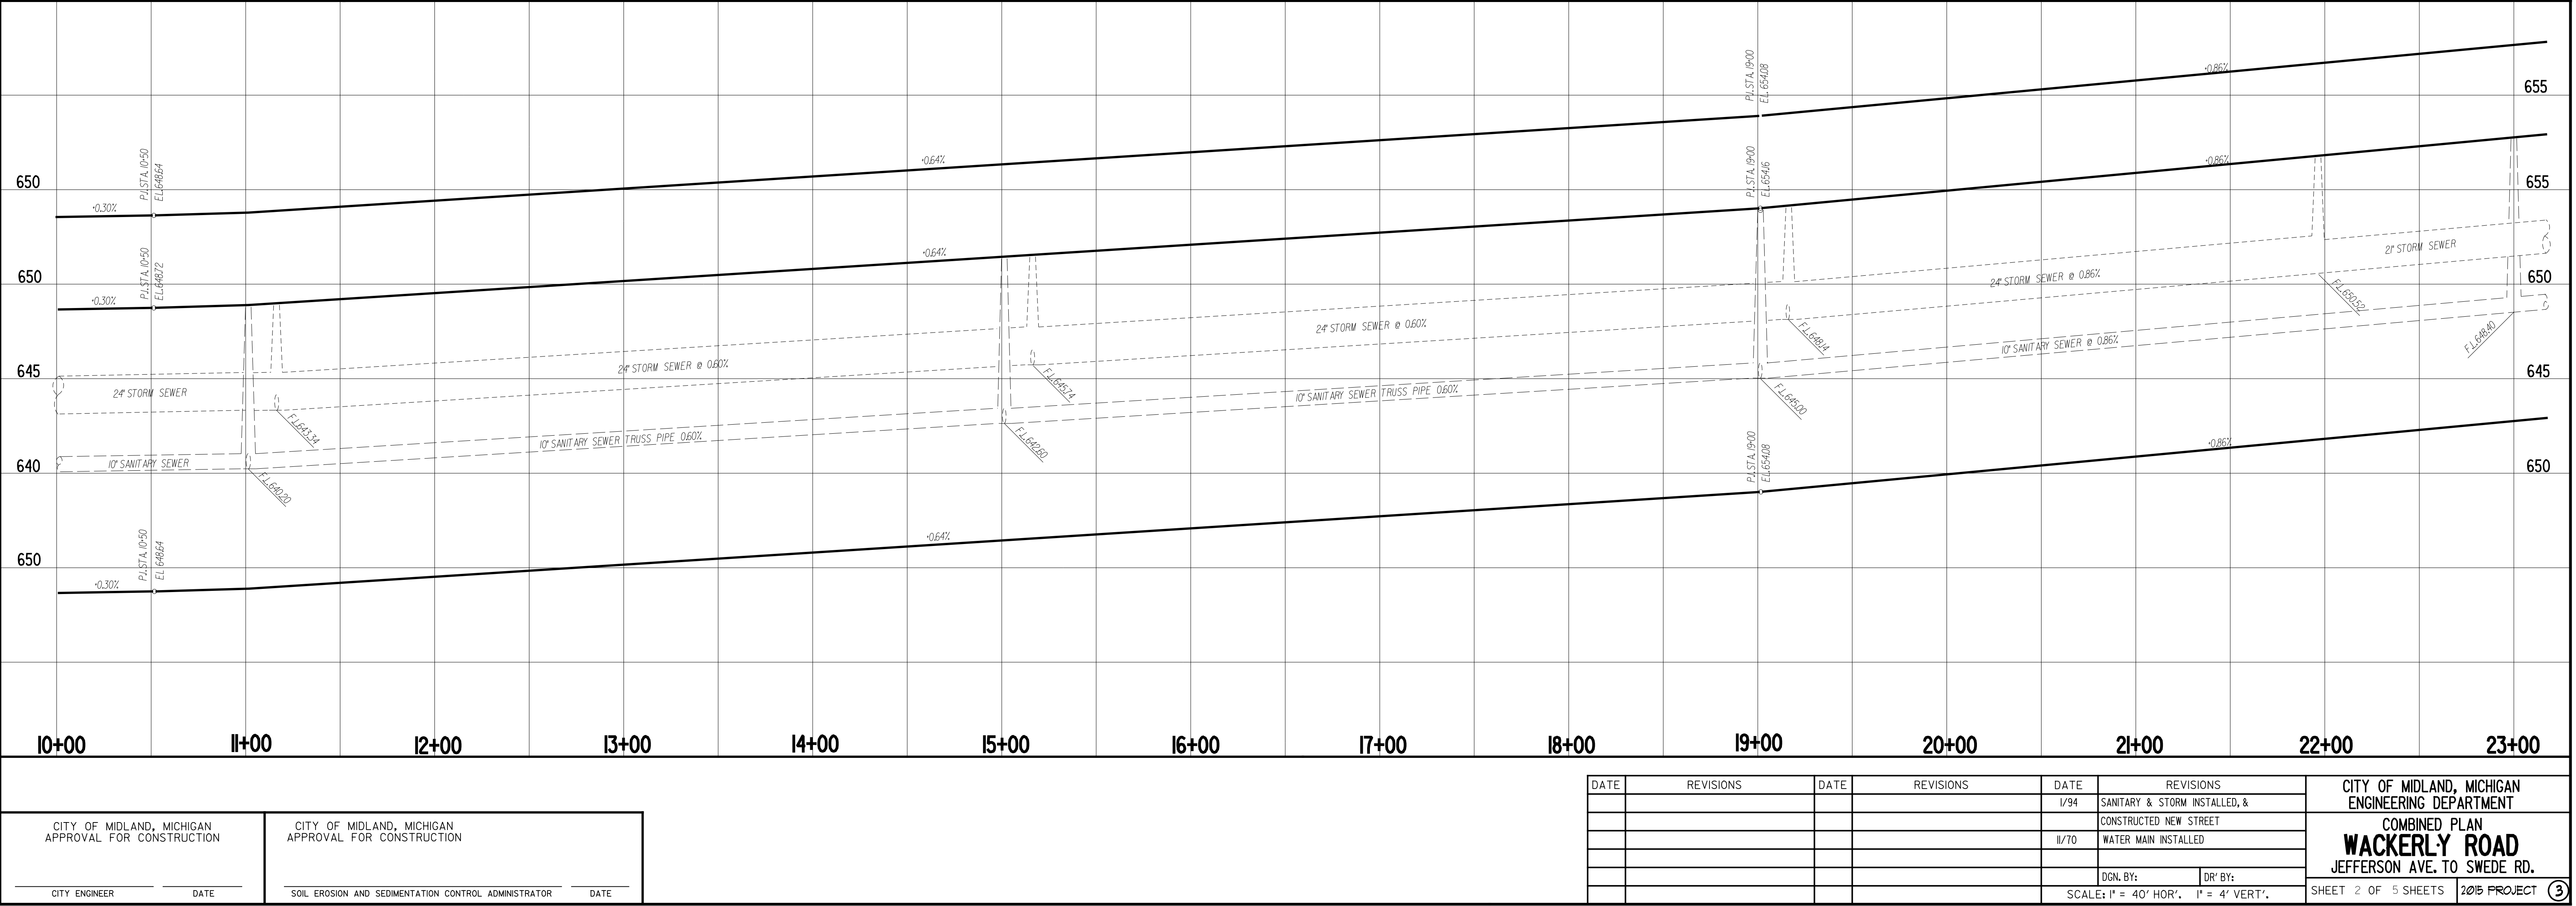 P.I. STA. 19+00
EL. 654.08
+0.86%
655
P.I. STA. 10+50
EL. 648.64
+0.64%
650
+0.30%
P.I. STA. 19+00
EL. 654.16
+0.86%
655
P.I. STA. 10+50
EL. 648.72
+0.64%
650
+0.30%
21" STORM SEWER
24" STORM SEWER @ 0.86%
650
F.L. 650.52
24" STORM SEWER @ 0.60%
F.L. 648.14
F.L. 648.40
10" SANITARY SEWER @ 0.86%
645
24" STORM SEWER @ 0.60%
F.L. 645.74
645
24" STORM SEWER
10" SANITARY SEWER TRUSS PIPE 0.60%
F.L. 645.00
F.L. 643.34
10" SANITARY SEWER TRUSS PIPE 0.60%
F.L. 642.60
640
10" SANITARY SEWER
F.L. 640.20
P.I. STA. 19+00
EL. 654.08
+0.86%
650
P.I. STA. 10+50
EL. 648.64
+0.64%
650
+0.30%
10+00 11+00 12+00 13+00 14+00 15+00 16+00 17+00 18+00 19+00 20+00 21+00 22+00 23+00
CITY OF MIDLAND, MICHIGAN
APPROVAL FOR CONSTRUCTION
CITY ENGINEER DATE
CITY OF MIDLAND, MICHIGAN
APPROVAL FOR CONSTRUCTION
SOIL EROSION AND SEDIMENTATION CONTROL ADMINISTRATOR DATE
DATE REVISIONS DATE REVISIONS DATE REVISIONS
1/94 SANITARY & STORM INSTALLED, &
CONSTRUCTED NEW STREET
11/70 WATER MAIN INSTALLED
DGN. BY: DR' BY:
SCALE: 1" = 40' HOR'. 1" = 4' VERT'.
CITY OF MIDLAND, MICHIGAN
ENGINEERING DEPARTMENT
COMBINED PLAN
WACKERLY ROAD
JEFFERSON AVE. TO SWEDE RD.
SHEET 2 OF 5 SHEETS
2015 PROJECT 3